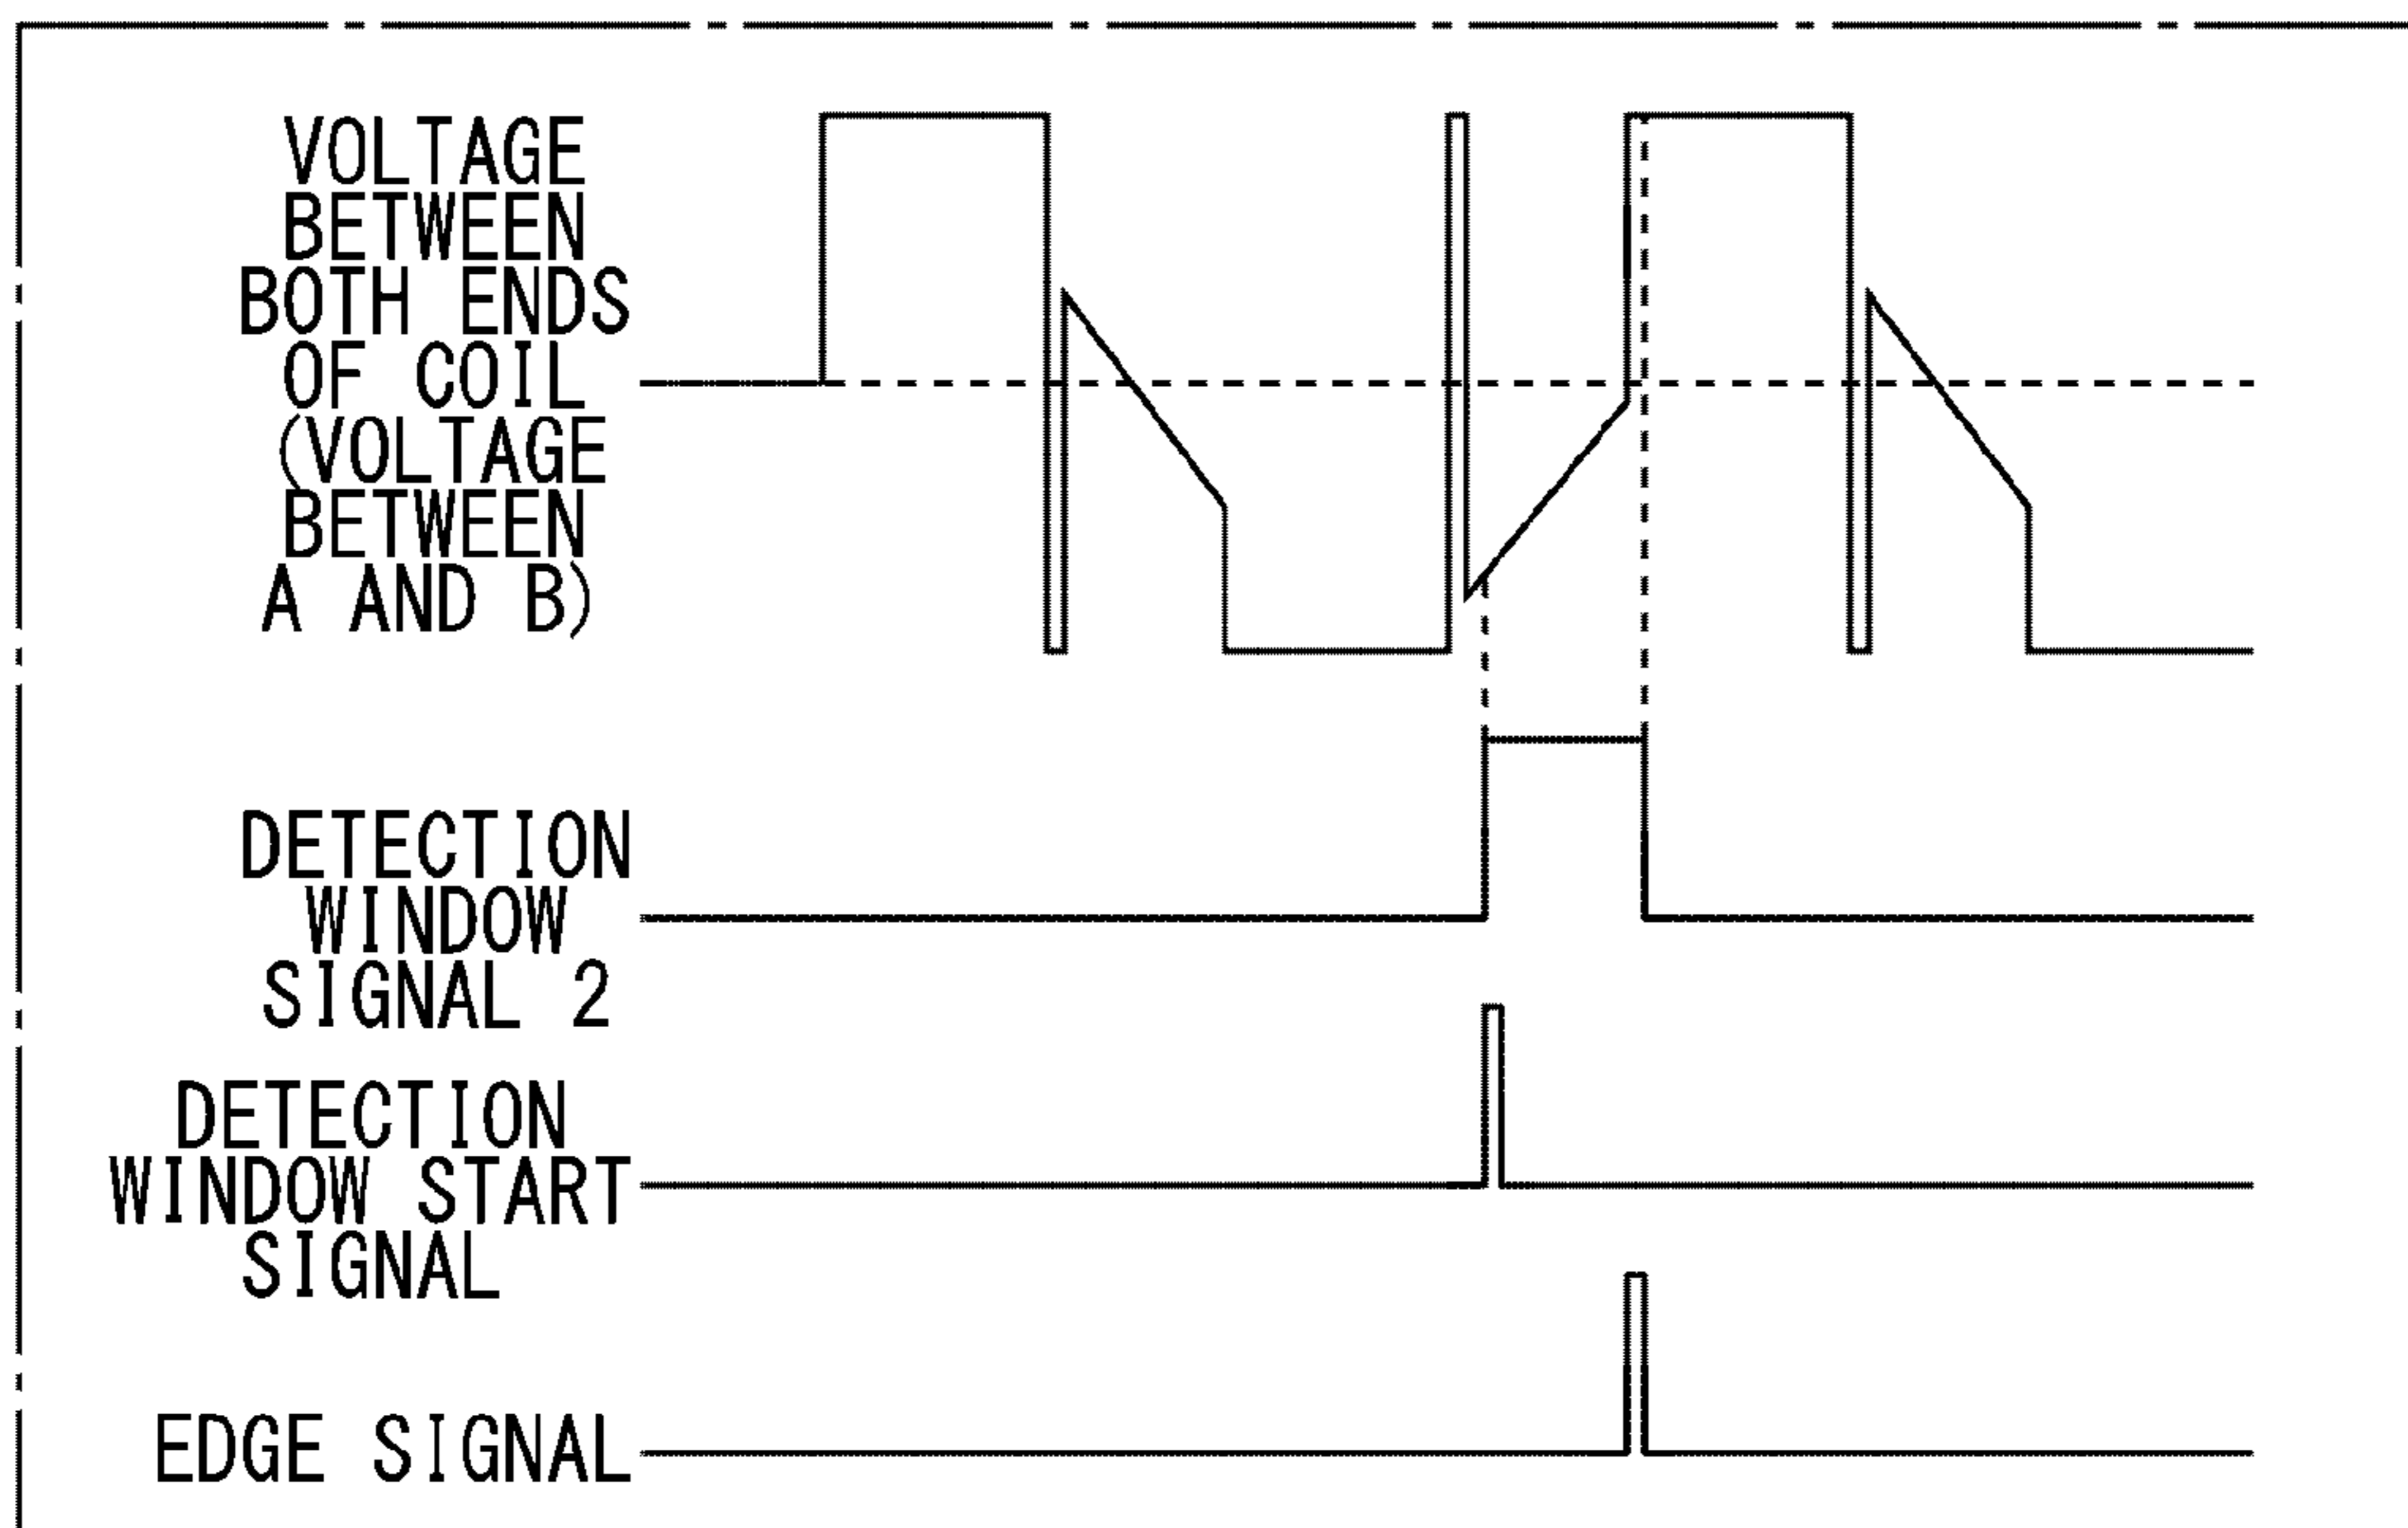 VOLTAGE
BETWEEN
BOTH ENDS
OF COIL
(VOLTAGE
BETWEEN
A AND B)
DETECTION
WINDOW
SIGNAL 2
DETECTION
WINDOW START
SIGNAL
EDGE SIGNAL